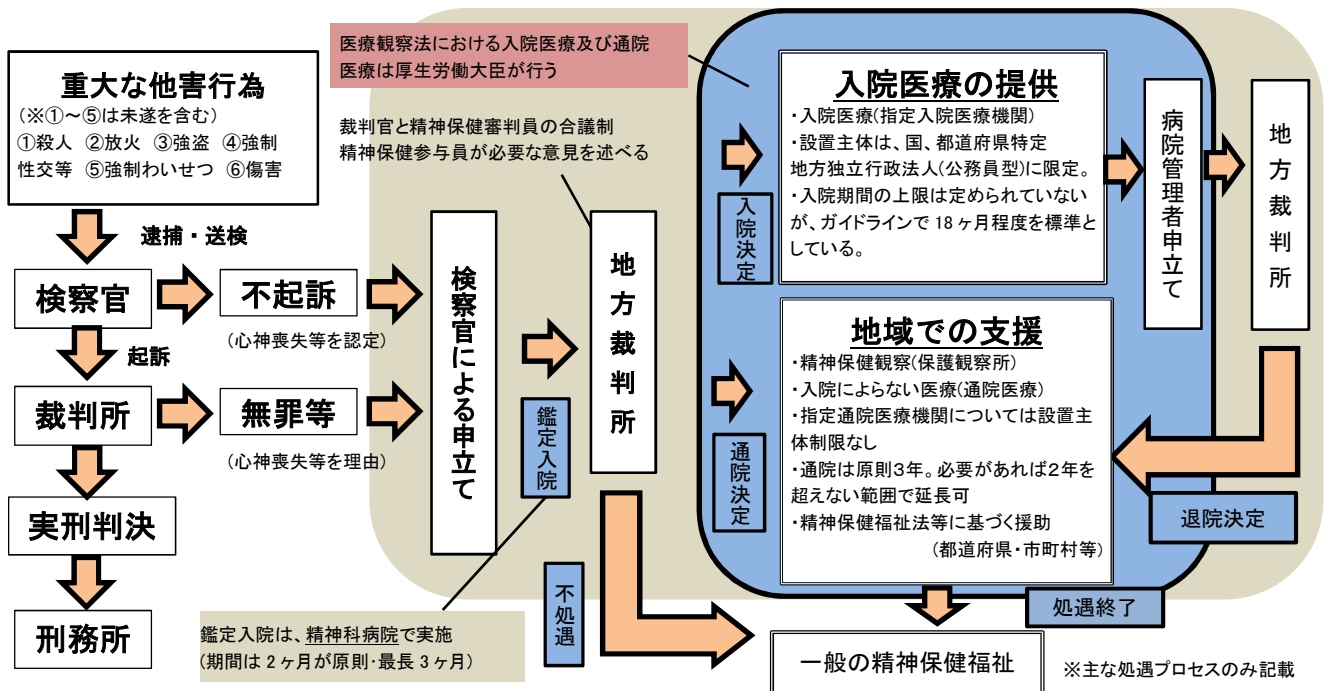 重大な他害行為
(※①～⑤は未遂を含む)
①殺人 ②放火 ③強盗 ④強制
性交等 ⑤強制わいせつ ⑥傷害
逮捕・送検
検察官
不起訴
(心神喪失等を認定)
起訴
裁判所
無罪等
(心神喪失等を理由)
実刑判決
刑務所
検察官による申立て
鑑定入院
鑑定入院は、精神科病院で実施
(期間は2ヶ月が原則・最長3ヶ月)
医療観察法における入院医療及び通院
医療は厚生労働大臣が行う
裁判官と精神保健審判員の合議制
精神保健参与員が必要な意見を述べる
地方裁判所
入院決定
通院決定
不処遇
入院医療の提供
・入院医療(指定入院医療機関)
・設置主体は、国、都道府県特定
地方独立行政法人(公務員型)に限定。
・入院期間の上限は定められていない
が、ガイドラインで18ヶ月程度を標準と
している。
地域での支援
・精神保健観察(保護観察所)
・入院によらない医療(通院医療)
・指定通院医療機関については設置主
体制限なし
・通院は原則3年。必要があれば2年を
超えない範囲で延長可
・精神保健福祉法等に基づく援助
(都道府県・市町村等)
病院管理者申立て
地方裁判所
退院決定
処遇終了
一般の精神保健福祉
※主な処遇プロセスのみ記載